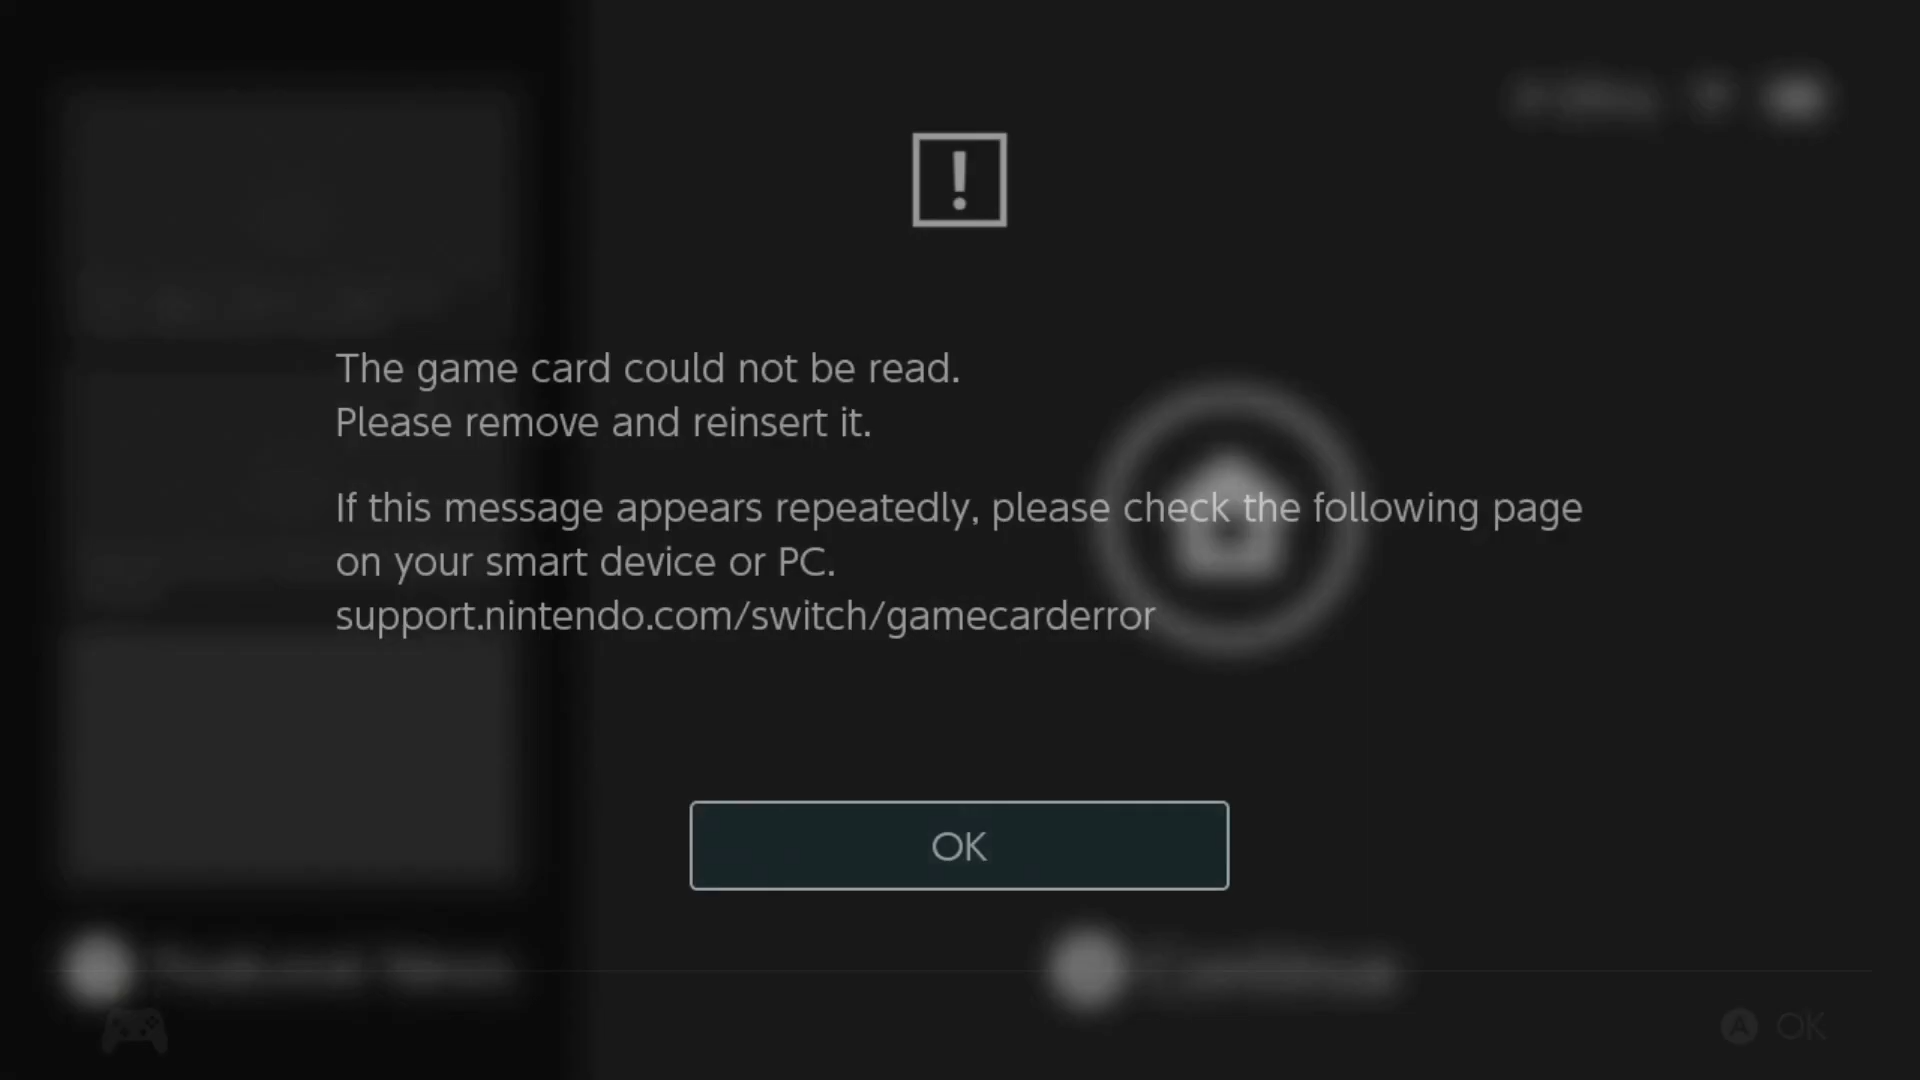 The game card could not be read.
Please remove and reinsert it.
If this message appears repeatedly, please check the following page
on your smart device or PC.
support.nintendo.com/switch/gamecarderror
OK
A OK